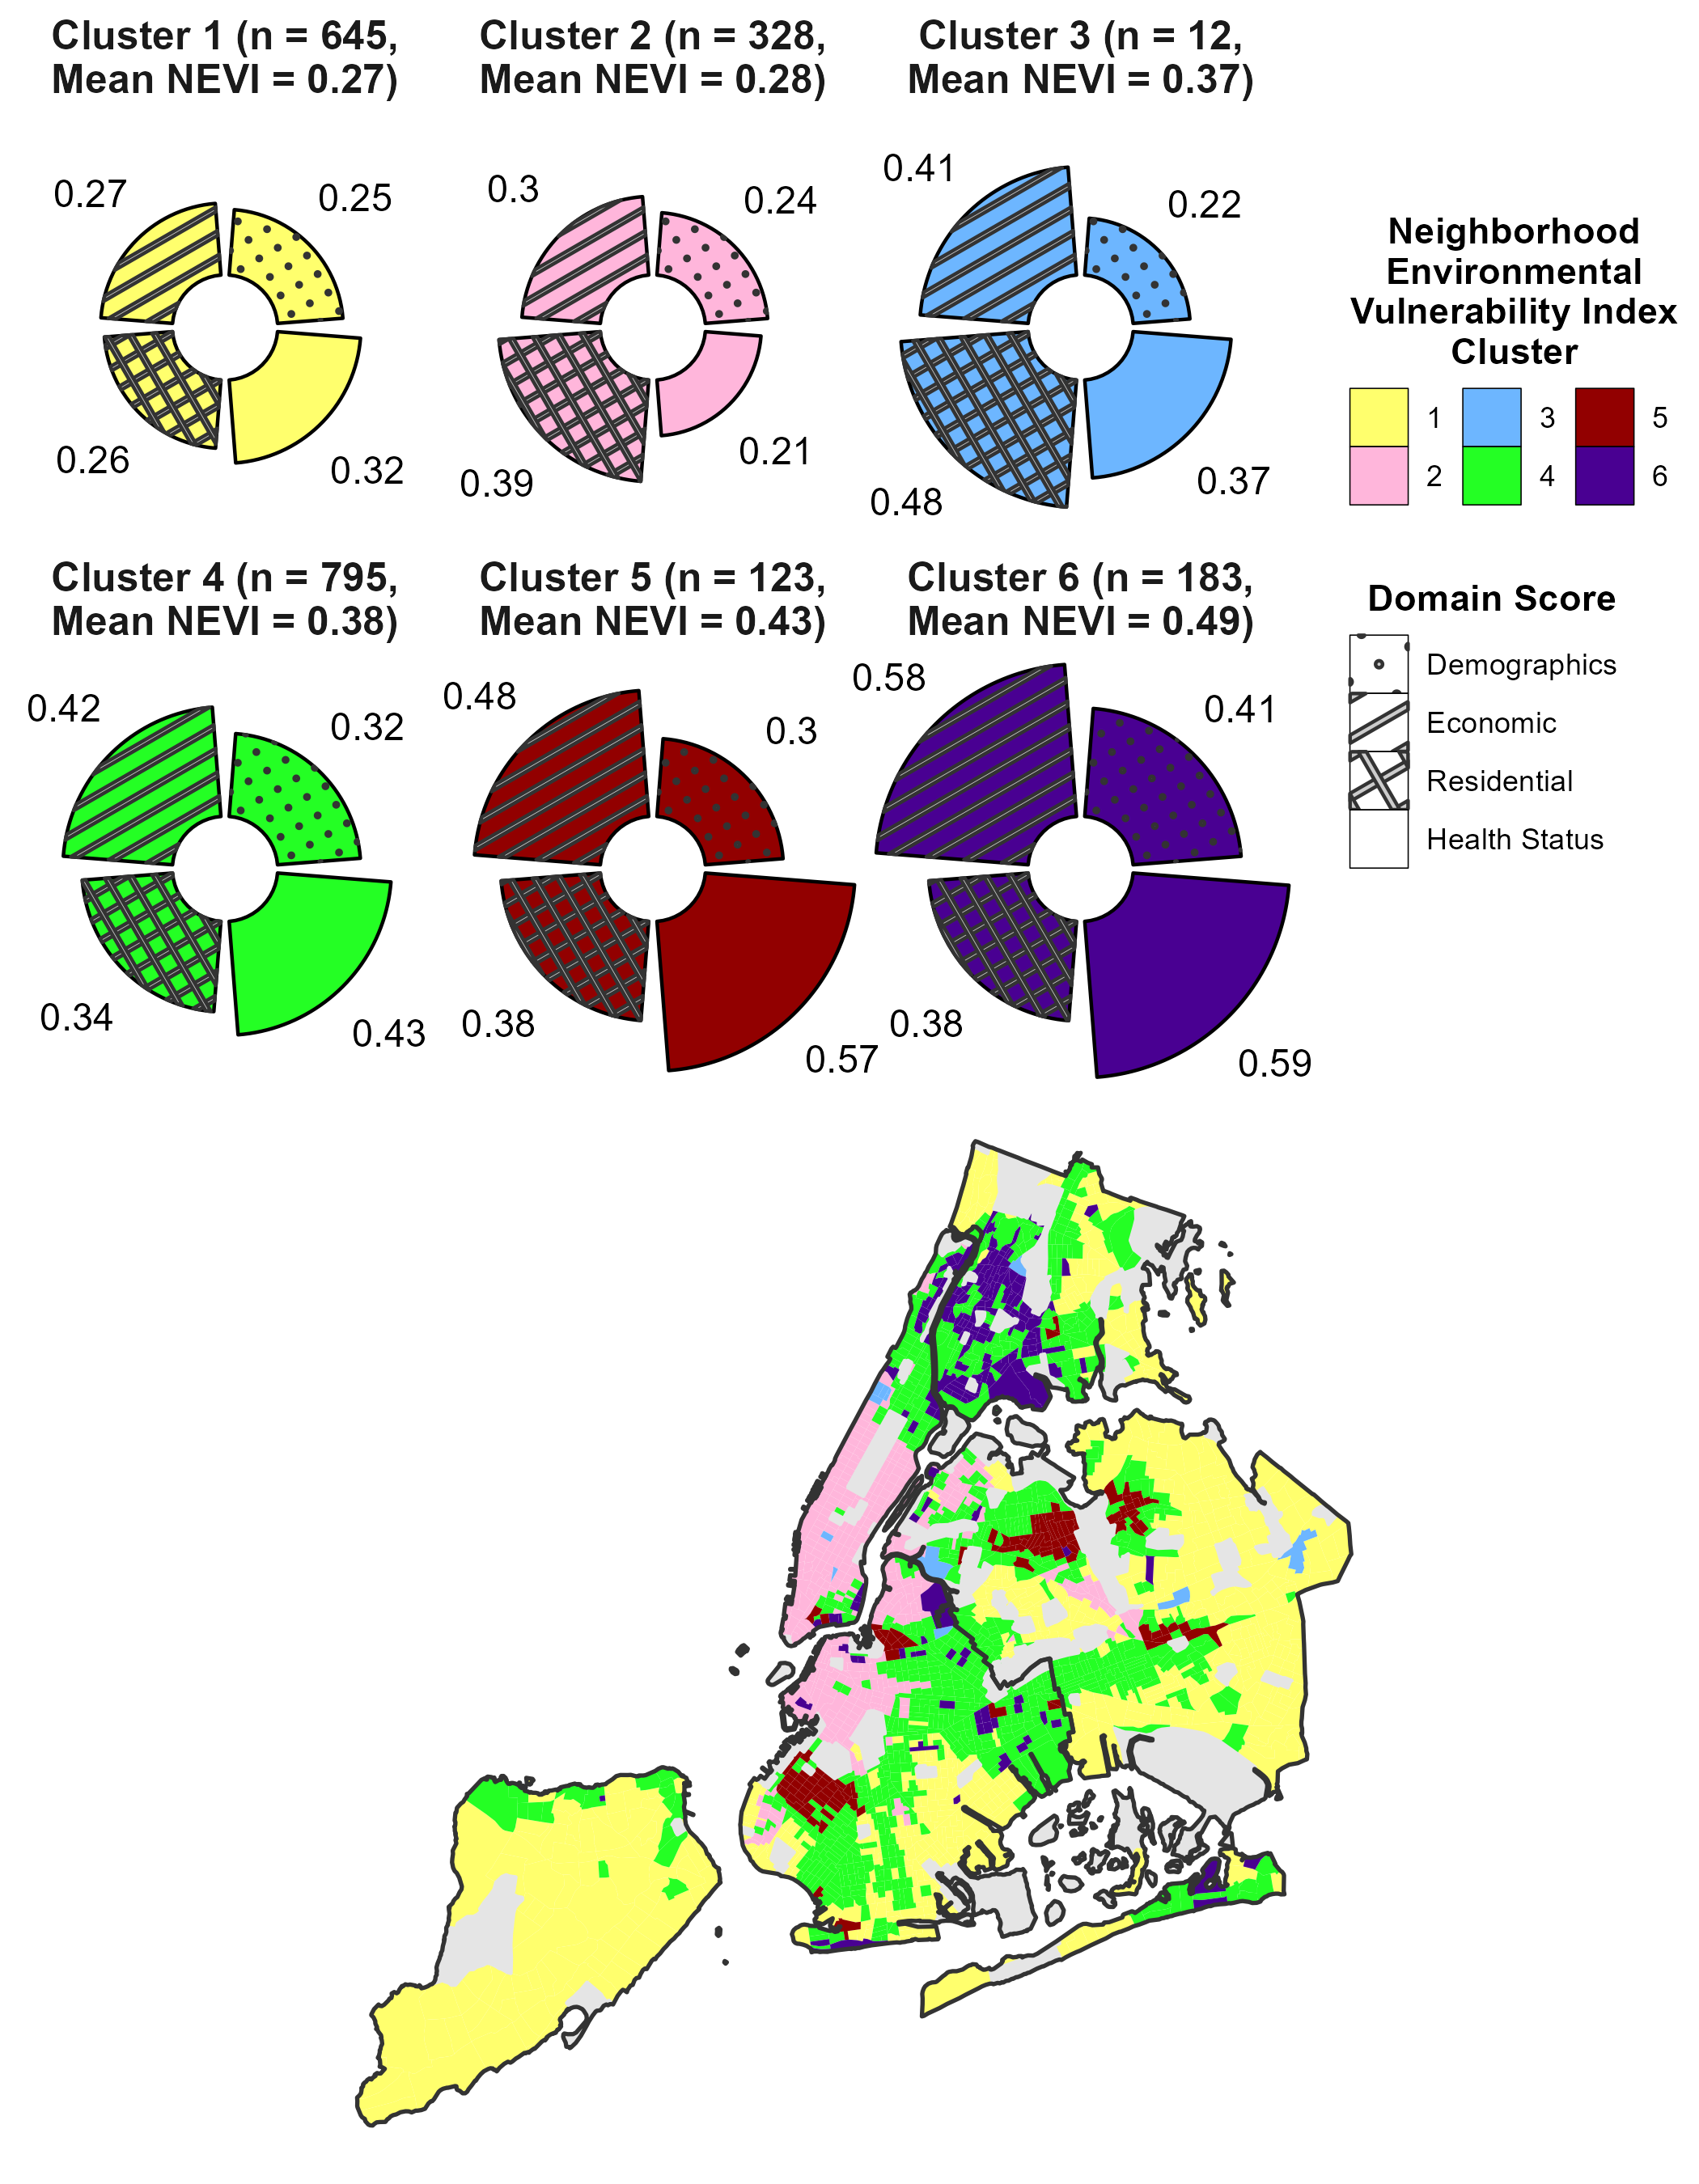 Cluster 1 (n = 645,
Mean NEVI = 0.27)
0.27
0.25
0.26
0.32
Cluster 2 (n = 328,
Mean NEVI = 0.28)
0.3
0.24
0.39
0.21
Cluster 3 (n = 12,
Mean NEVI = 0.37)
0.41
0.22
0.48
0.37
Cluster 4 (n = 795,
Mean NEVI = 0.38)
0.42
0.32
0.34
0.43
Cluster 5 (n = 123,
Mean NEVI = 0.43)
0.48
0.3
0.38
0.57
Cluster 6 (n = 183,
Mean NEVI = 0.49)
0.58
0.41
0.38
0.59
Neighborhood
Environmental
Vulnerability Index
Cluster
1 3 5
2 4 6
Domain Score
Demographics
Economic
Residential
Health Status